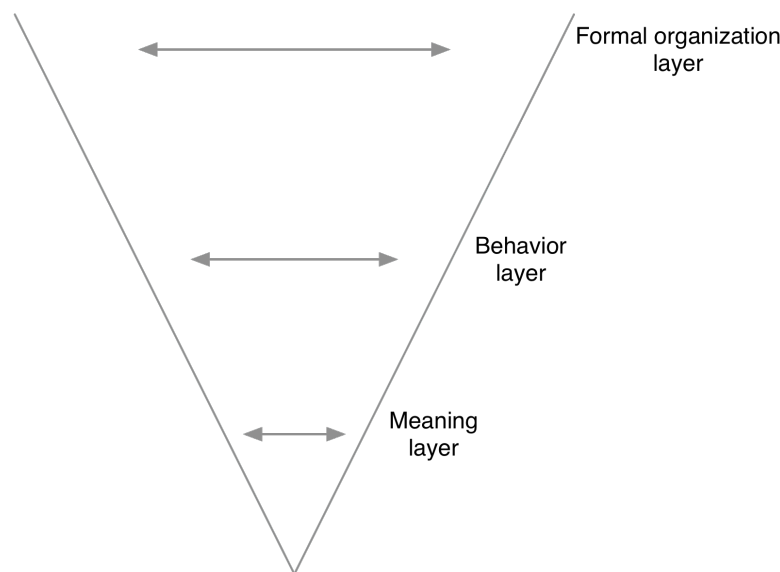 Formal organization
layer
Behavior
layer
Meaning
layer